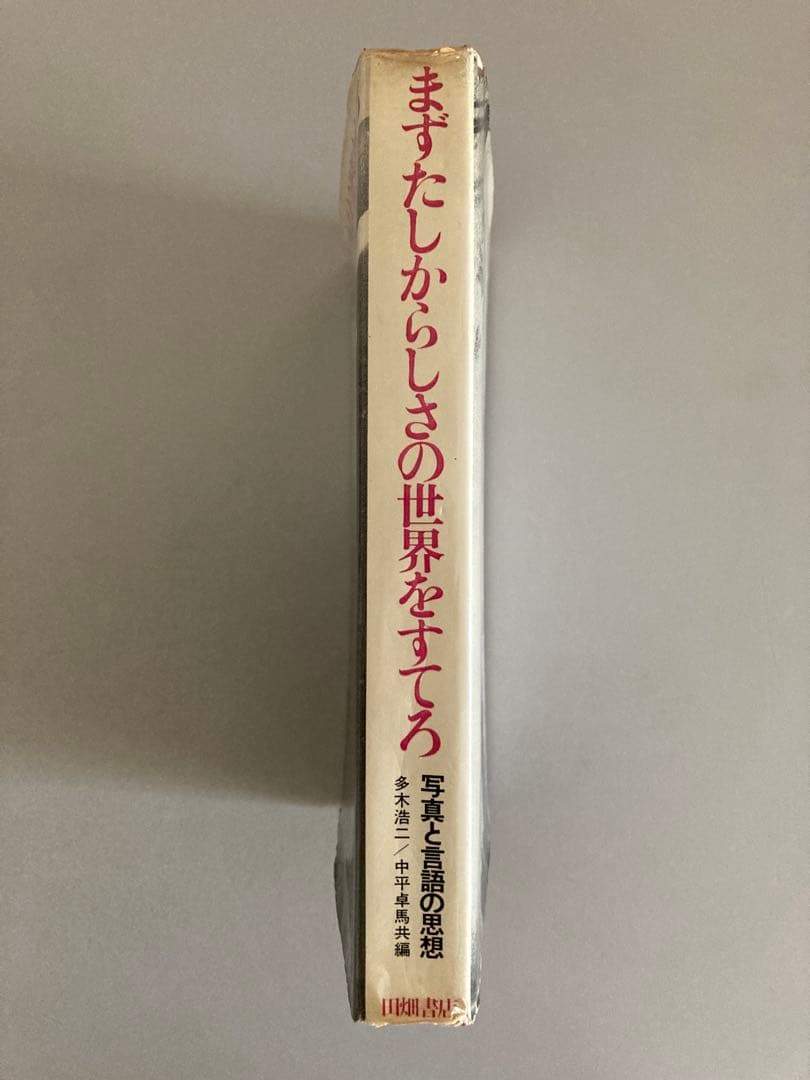 まずたしからしさの世界をすてろ
写真と言語の思想
多木浩二/中平卓馬共編
田畑書店